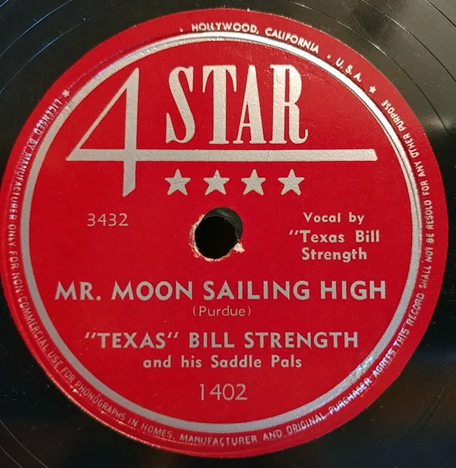 • HOLLYWOOD, CALIFORNIA • U.S.A. ★
4 STAR
★★★★
3432
Vocal by
"Texas Bill
Strength
MR. MOON SAILING HIGH
(Purdue)
"TEXAS" BILL STRENGTH
and his Saddle Pals
1402
LICENSED BY MANUFACTURER ONLY FOR NON-COMMERCIAL USE FOR PHONOGRAPHS IN HOMES. MANUFACTURER AND ORIGINAL PURCHASER AGREES THIS RECORD SHALL NOT BE RESOLD FOR ANY OTHER PURPOSE